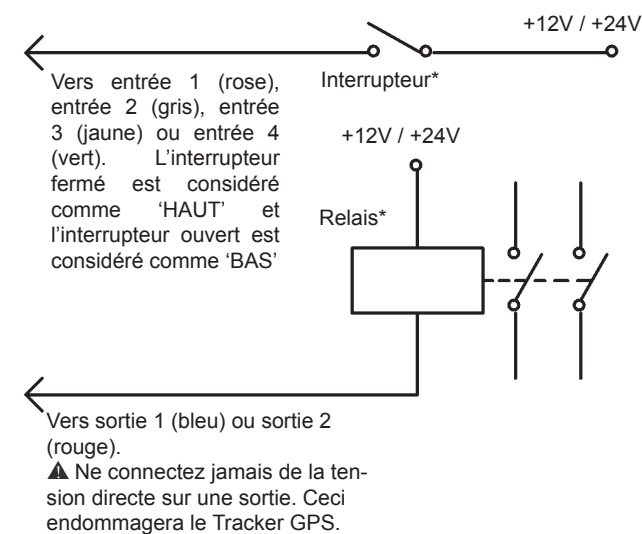 +12V / +24V
Interrupteur*
Vers entrée 1 (rose),
entrée 2 (gris), entrée
3 (jaune) ou entrée 4
(vert). L'interrupteur
fermé est considéré
comme 'HAUT' et
l'interrupteur ouvert est
considéré comme 'BAS'
+12V / +24V
Relais*
Vers sortie 1 (bleu) ou sortie 2
(rouge).
⚠ Ne connectez jamais de la ten-
sion directe sur une sortie. Ceci
endommagera le Tracker GPS.